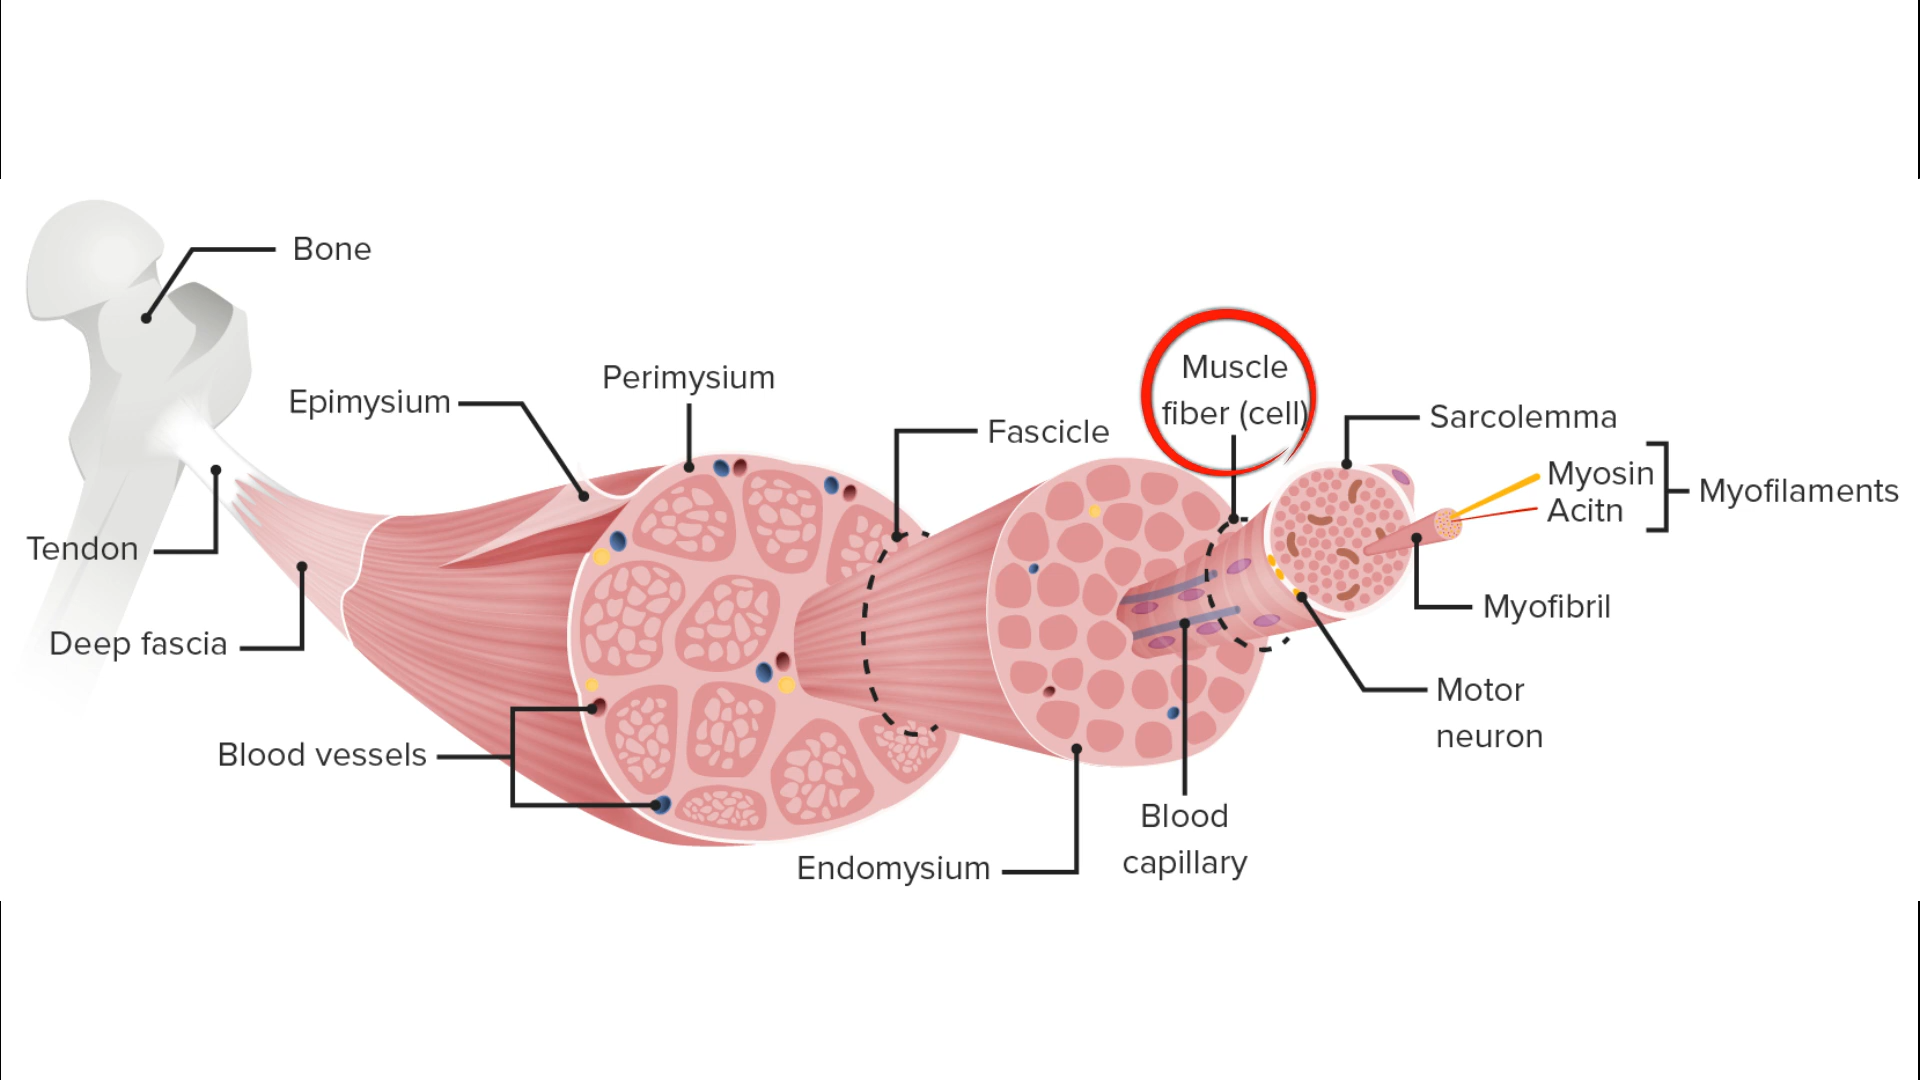 Bone
Perimysium
Epimysium
Muscle
fiber (cell)
Fascicle
Sarcolemma
Myosin
Acitn
Myofilaments
Tendon
Myofibril
Deep fascia
Motor
neuron
Blood vessels
Blood
capillary
Endomysium